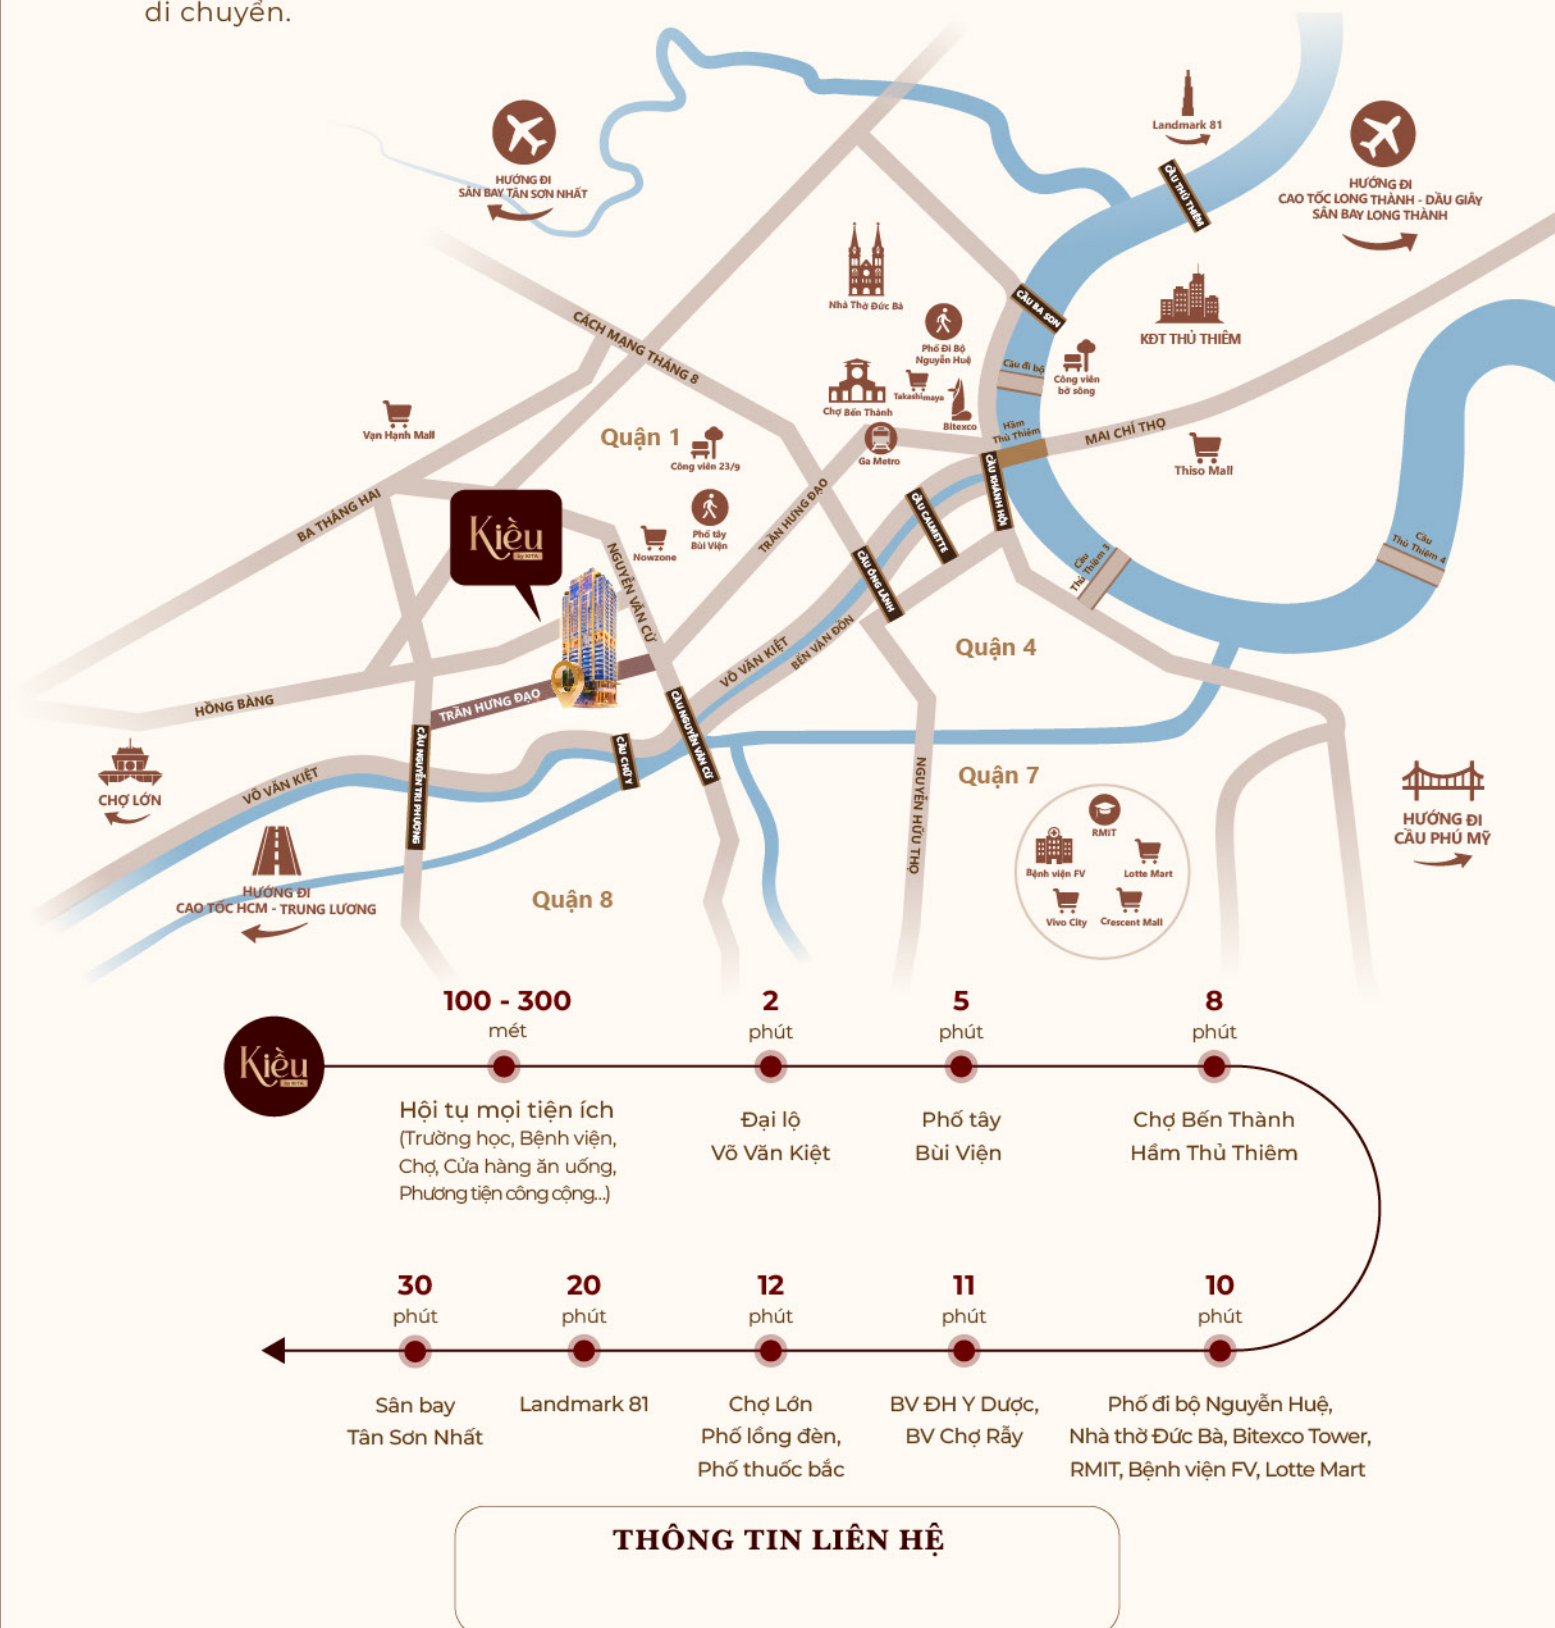 di chuyển.
Landmark 81
HƯỚNG ĐI
SÂN BAY TÂN SƠN NHẤT
HƯỚNG ĐI
CAO TỐC LONG THÀNH - DẦU GIÂY
SÂN BAY LONG THÀNH
CẦU THỦ THIÊM
Nhà Thờ Đức Bà
CẦU BA SON
CÁCH MẠNG THÁNG 8
Phố Đi Bộ
Nguyễn Huệ
KĐT THỦ THIÊM
Cầu đi bộ
Công viên
bờ sông
Takashimaya
Chợ Bến Thành
Bitexco
Vạn Hạnh Mall
Quận 1
Công viên 23/9
Ga Metro
Hầm
Thủ Thiêm
MAI CHÍ THỌ
Thiso Mall
BA THÁNG HAI
Kiều
by KITA
Phố tây
Bùi Viện
Nowzone
TRẦN HƯNG ĐẠO
CẦU CALMETTE
CẦU KHÁNH HỘI
NGUYỄN VĂN CỪ
CẦU ÔNG LÃNH
Cầu
Thủ Thiêm 3
Cầu
Thủ Thiêm 4
VÕ VĂN KIỆT
BẾN VÂN ĐỒN
Quận 4
HỒNG BÀNG
TRẦN HƯNG ĐẠO
CẦU NGUYỄN VĂN CỪ
CẦU CHỮ Y
CẦU NGUYỄN TRI PHƯƠNG
CHỢ LỚN
VÕ VĂN KIỆT
Quận 7
NGUYỄN HỮU THỌ
RMIT
Bệnh viện FV
Lotte Mart
Vivo City
Crescent Mall
HƯỚNG ĐI
CẦU PHÚ MỸ
HƯỚNG ĐI
CAO TỐC HCM - TRUNG LƯƠNG
Quận 8
100 - 300
mét
2
phút
5
phút
8
phút
Kiều
by KITA
Hội tụ mọi tiện ích
(Trường học, Bệnh viện,
Chợ, Cửa hàng ăn uống,
Phương tiện công cộng...)
Đại lộ
Võ Văn Kiệt
Phố tây
Bùi Viện
Chợ Bến Thành
Hầm Thủ Thiêm
30
phút
20
phút
12
phút
11
phút
10
phút
Sân bay
Tân Sơn Nhất
Landmark 81
Chợ Lớn
Phố lồng đèn,
Phố thuốc bắc
BV ĐH Y Dược,
BV Chợ Rẫy
Phố đi bộ Nguyễn Huệ,
Nhà thờ Đức Bà, Bitexco Tower,
RMIT, Bệnh viện FV, Lotte Mart
THÔNG TIN LIÊN HỆ